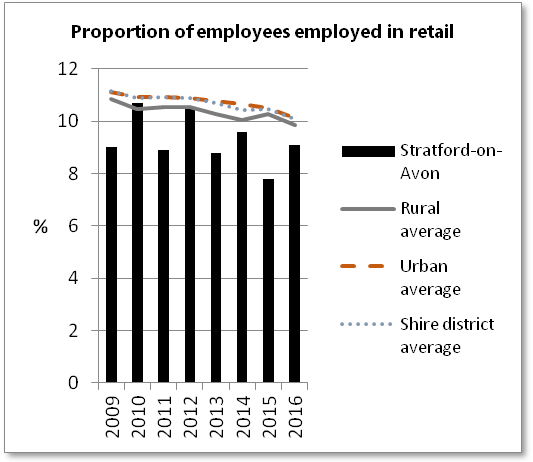 Proportion of employees employed in retail
12
10
8
6
4
2
0
%
2009
2010
2011
2012
2013
2014
2015
2016
Stratford-on-
Avon
Rural
average
Urban
average
Shire district
average